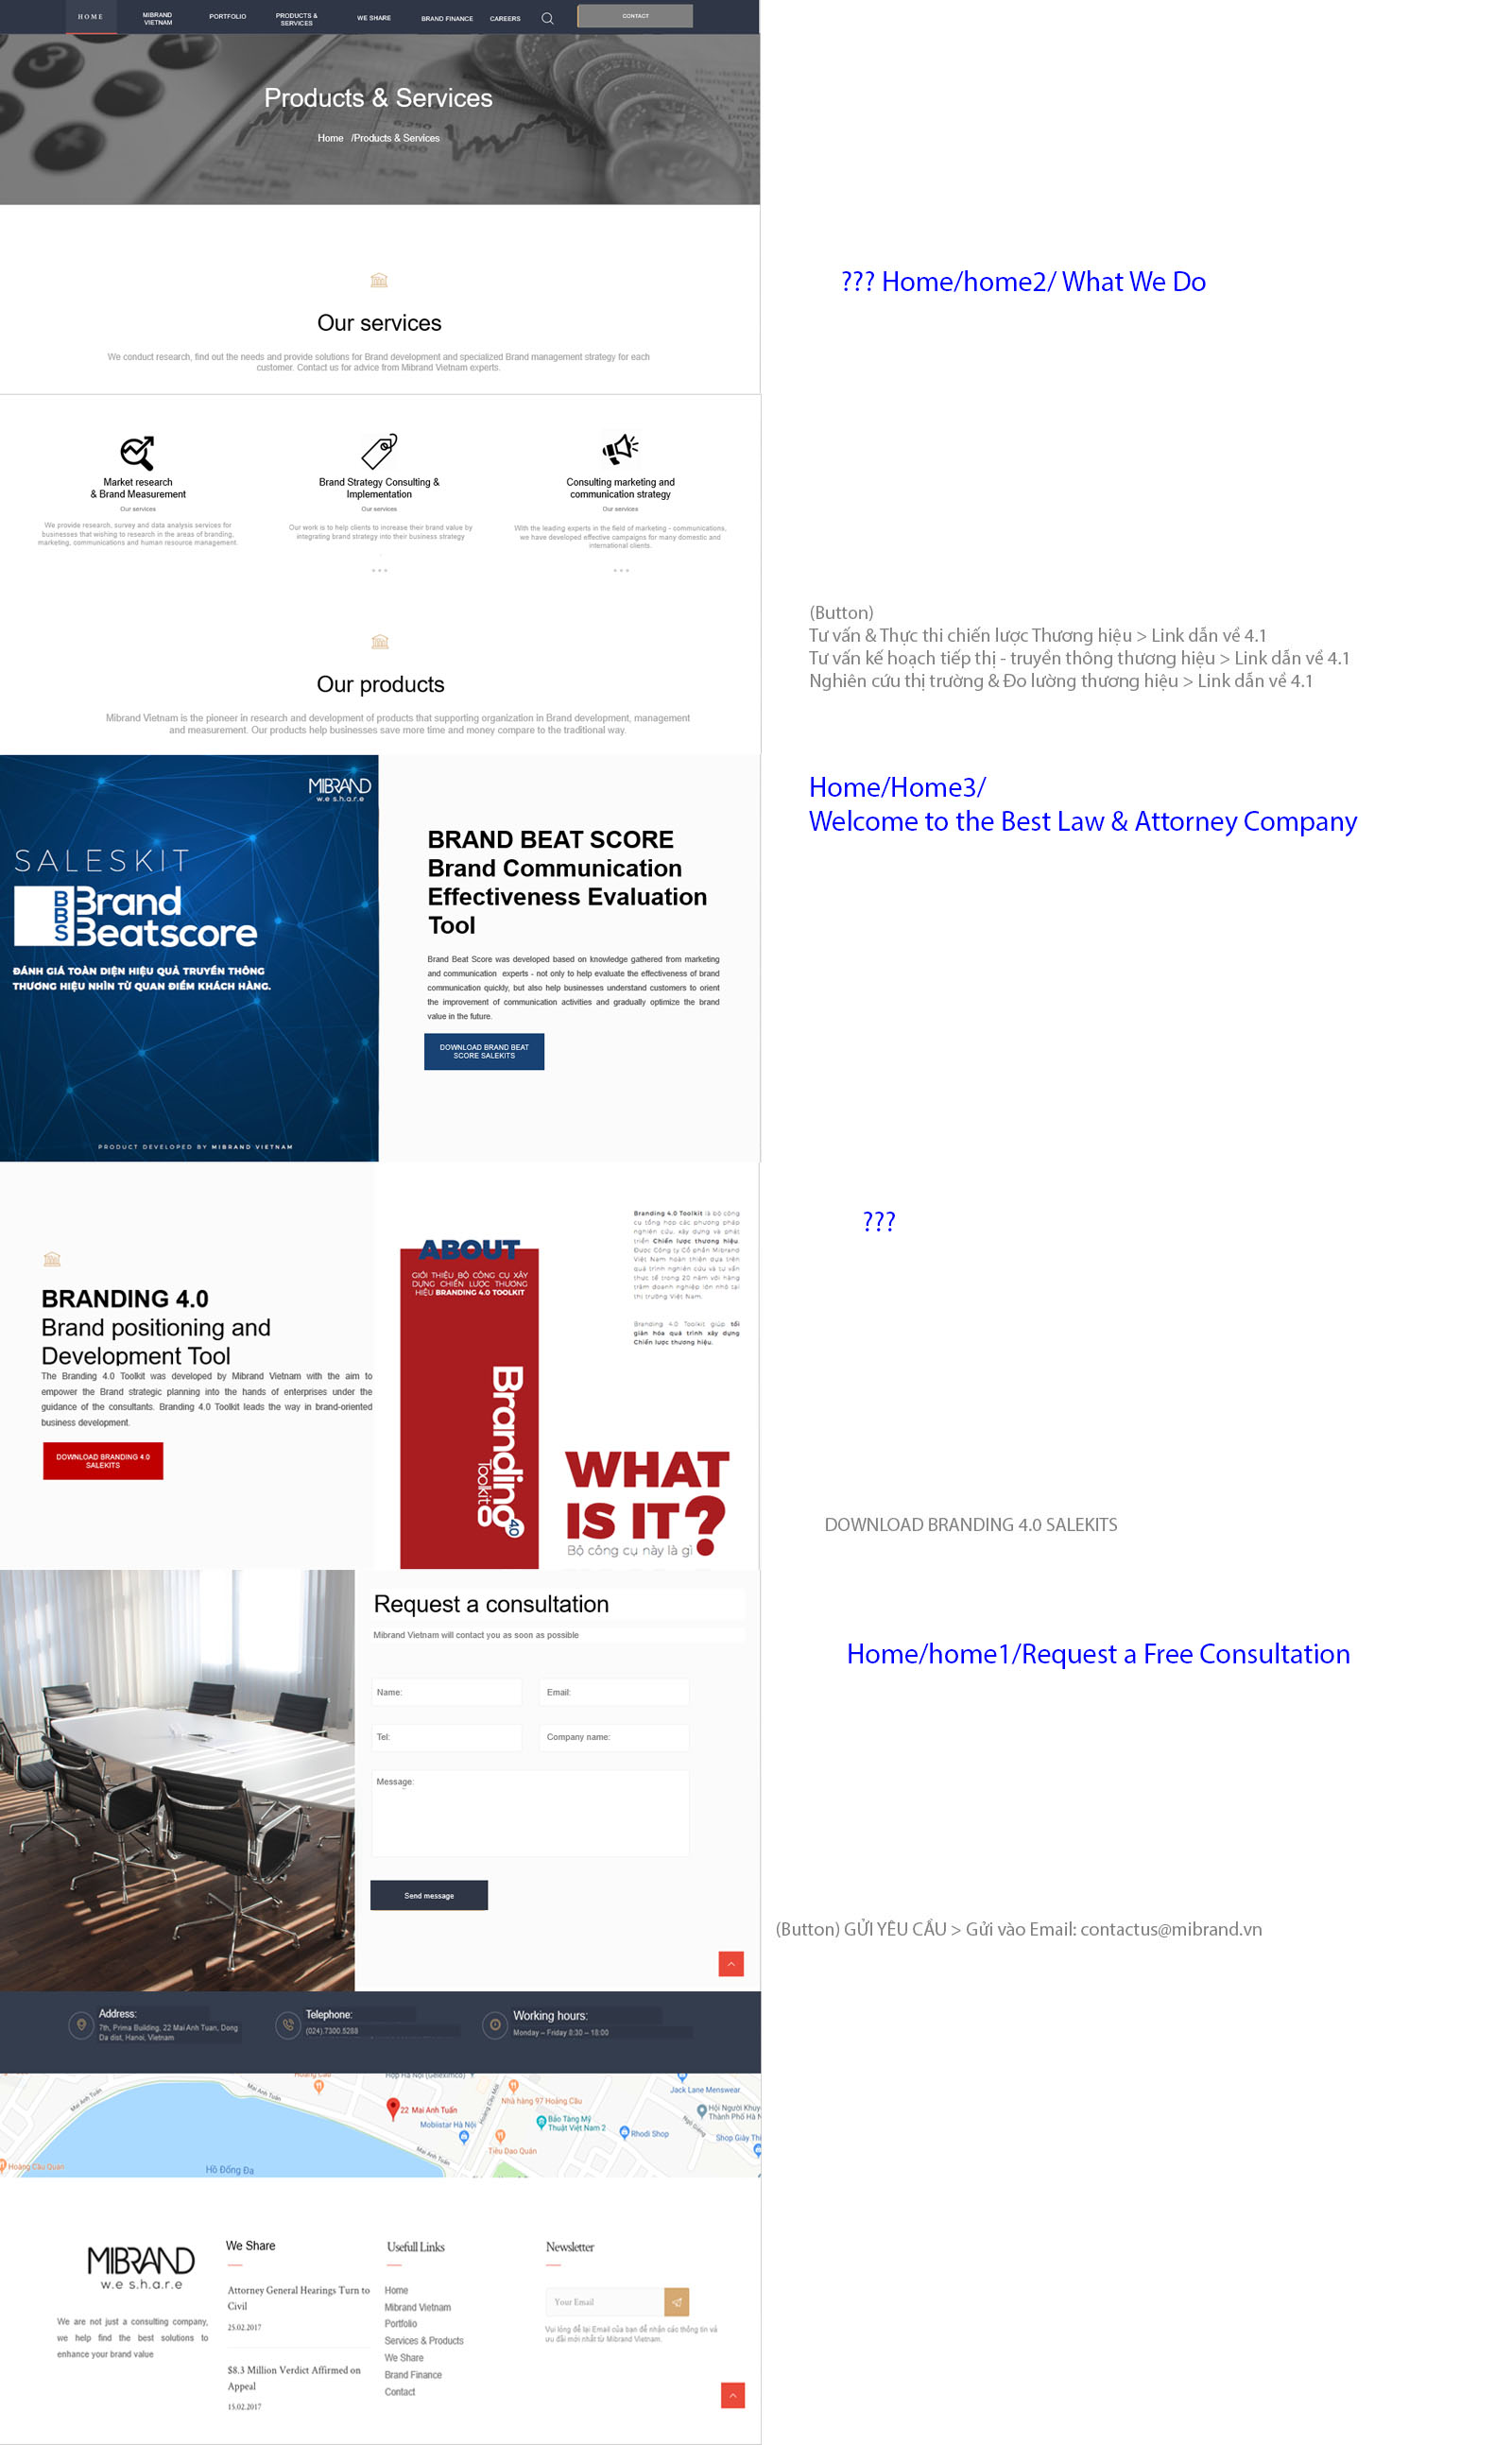 HOME
MIBRAND
VIETNAM
PORTFOLIO
PRODUCTS &
SERVICES
WE SHARE
BRAND FINANCE
CAREERS
CONTACT
Products & Services
Home /Products & Services
??? Home/home2/ What We Do
Our services
We conduct research, find out the needs and provide solutions for Brand development and specialized Brand management strategy for each
customer. Contact us for advice from Mibrand Vietnam experts.
Market research
& Brand Measurement
Our services
We provide research, survey and data analysis services for
businesses that wishing to research in the areas of branding,
marketing, communications and human resource management.
Brand Strategy Consulting &
Implementation
Our services
Our work is to help clients to increase their brand value by
integrating brand strategy into their business strategy
Consulting marketing and
communication strategy
Our services
With the leading experts in the field of marketing - communications,
we have developed effective campaigns for many domestic and
international clients.
(Button)
Tư vấn & Thực thi chiến lược Thương hiệu > Link dẫn về 4.1
Tư vấn kế hoạch tiếp thị - truyền thông thương hiệu > Link dẫn về 4.1
Nghiên cứu thị trường & Đo lường thương hiệu > Link dẫn về 4.1
Our products
Mibrand Vietnam is the pioneer in research and development of products that supporting organization in Brand development, management
and measurement. Our products help businesses save more time and money compare to the traditional way.
Home/Home3/
Welcome to the Best Law & Attorney Company
MIBRAND
w.e s.h.a.r.e
SALESKIT
BBS
Brand
Beatscore
ĐÁNH GIÁ TOÀN DIỆN HIỆU QUẢ TRUYỀN THÔNG
THƯƠNG HIỆU NHÌN TỪ QUAN ĐIỂM KHÁCH HÀNG.
PRODUCT DEVELOPED BY MIBRAND VIETNAM
BRAND BEAT SCORE
Brand Communication
Effectiveness Evaluation
Tool
Brand Beat Score was developed based on knowledge gathered from marketing
and communication experts - not only to help evaluate the effectiveness of brand
communication quickly, but also help businesses understand customers to orient
the improvement of communication activities and gradually optimize the brand
value in the future.
DOWNLOAD BRAND BEAT
SCORE SALEKITS
???
BRANDING 4.0
Brand positioning and
Development Tool
The Branding 4.0 Toolkit was developed by Mibrand Vietnam with the aim to
empower the Brand strategic planning into the hands of enterprises under the
guidance of the consultants. Branding 4.0 Toolkit leads the way in brand-oriented
business development.
DOWNLOAD BRANDING 4.0
SALEKITS
ABOUT
GIỚI THIỆU BỘ CÔNG CỤ XÂY
DỰNG CHIẾN LƯỢC THƯƠNG
HIỆU BRANDING 4.0 TOOLKIT
Branding
Toolkit
4.0
Branding 4.0 Toolkit là bộ công
cụ tổng hợp các phương pháp
nghiên cứu, xây dựng và phát
triển Chiến lược thương hiệu.
Được Công ty Cổ phần Mibrand
Việt Nam hoàn thiện dựa trên
quá trình nghiên cứu và tư vấn
thực tế trong 20 năm với hàng
trăm doanh nghiệp lớn nhỏ tại
thị trường Việt Nam.
Branding 4.0 Toolkit giúp tối
giản hóa quá trình xây dựng
Chiến lược thương hiệu.
WHAT
IS IT?
Bộ công cụ này là gì
DOWNLOAD BRANDING 4.0 SALEKITS
Request a consultation
Mibrand Vietnam will contact you as soon as possible
Home/home1/Request a Free Consultation
Name:
Email:
Tel:
Company name:
Message:
Send message
(Button) GỬI YÊU CẦU > Gửi vào Email: contactus@mibrand.vn
Address:
7th, Prima Building, 22 Mai Anh Tuan, Dong
Da dist, Hanoi, Vietnam
Telephone:
(024).7300.5288
Working hours:
Monday – Friday 8:30 – 18:00
Hoàng Cầu
Hợp Hà Nội (Geleximco)
Mai Anh Tuấn
Mai Anh Tuấn
22 Mai Anh Tuấn
Mobiistar Hà Nội
Hoàng Cầu Mới
Nhà hàng 97 Hoàng Cầu
Bảo Tàng Mỹ
Thuật Việt Nam 2
Rhodi Shop
Tiêu Dao Quán
Mai Anh Tuấn
Jack Lane Menswear
Hội Người Khuy
Thành Phố Hà N
Shop Giày Th
Hoàng Cầu Quan
Hồ Đống Đa
MIBRAND
w.e s.h.a.r.e
We are not just a consulting company,
we help find the best solutions to
enhance your brand value
We Share
Attorney General Hearings Turn to
Civil
25.02.2017
$8.3 Million Verdict Affirmed on
Appeal
15.02.2017
Usefull Links
Home
Mibrand Vietnam
Portfolio
Services & Products
We Share
Brand Finance
Contact
Newsletter
Your Email
Vui lòng để lại Email của bạn để nhận các thông tin và
ưu đãi mới nhất từ Mibrand Vietnam.